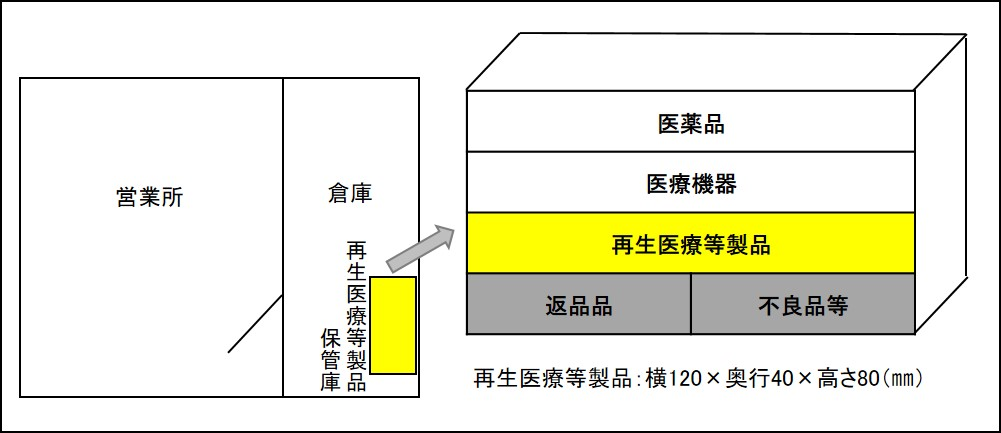 営業所
倉庫
再生医療等製品
保管庫
医薬品
医療機器
再生医療等製品
返品品
不良品等
再生医療等製品：横120×奥行40×高さ80（㎜）